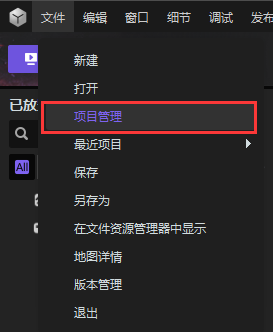 文件 编辑 窗口 细节 调试 发布
新建
打开
已放
项目管理
最近项目
All
保存
另存为
在文件资源管理器中显示
地图详情
版本管理
退出